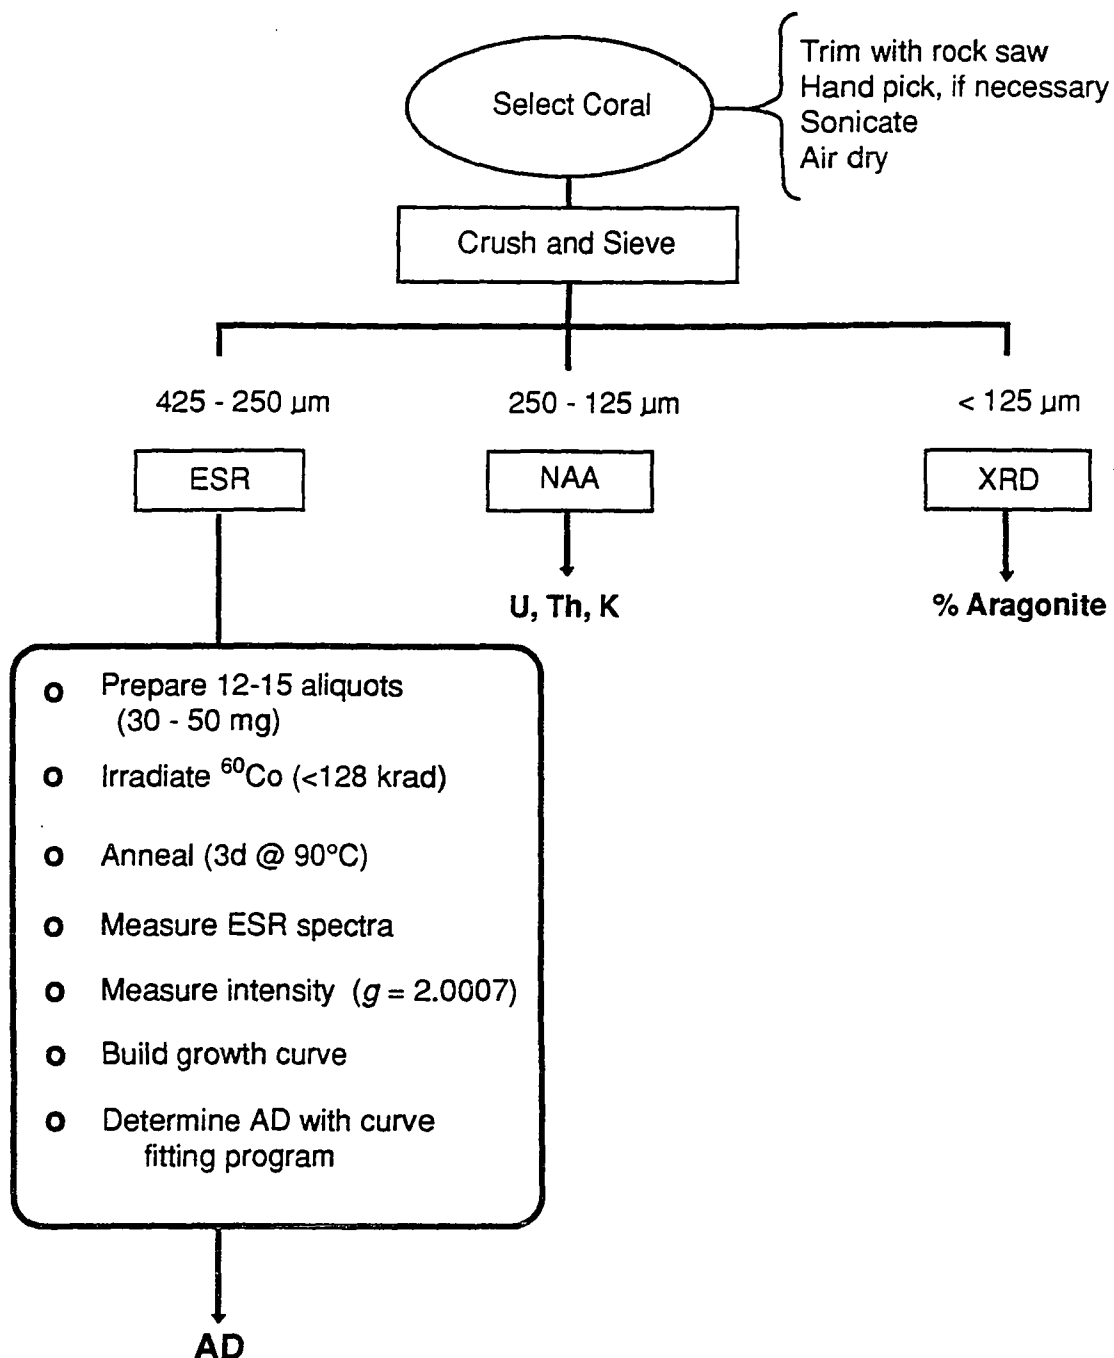 Select Coral
Trim with rock saw
Hand pick, if necessary
Sonicate
Air dry
Crush and Sieve
425 - 250 µm
250 - 125 µm
< 125 µm
ESR
NAA
XRD
U, Th, K
% Aragonite
o Prepare 12-15 aliquots
(30 - 50 mg)
o Irradiate ⁶⁰Co (<128 krad)
o Anneal (3d @ 90°C)
o Measure ESR spectra
o Measure intensity (g = 2.0007)
o Build growth curve
o Determine AD with curve
fitting program
AD